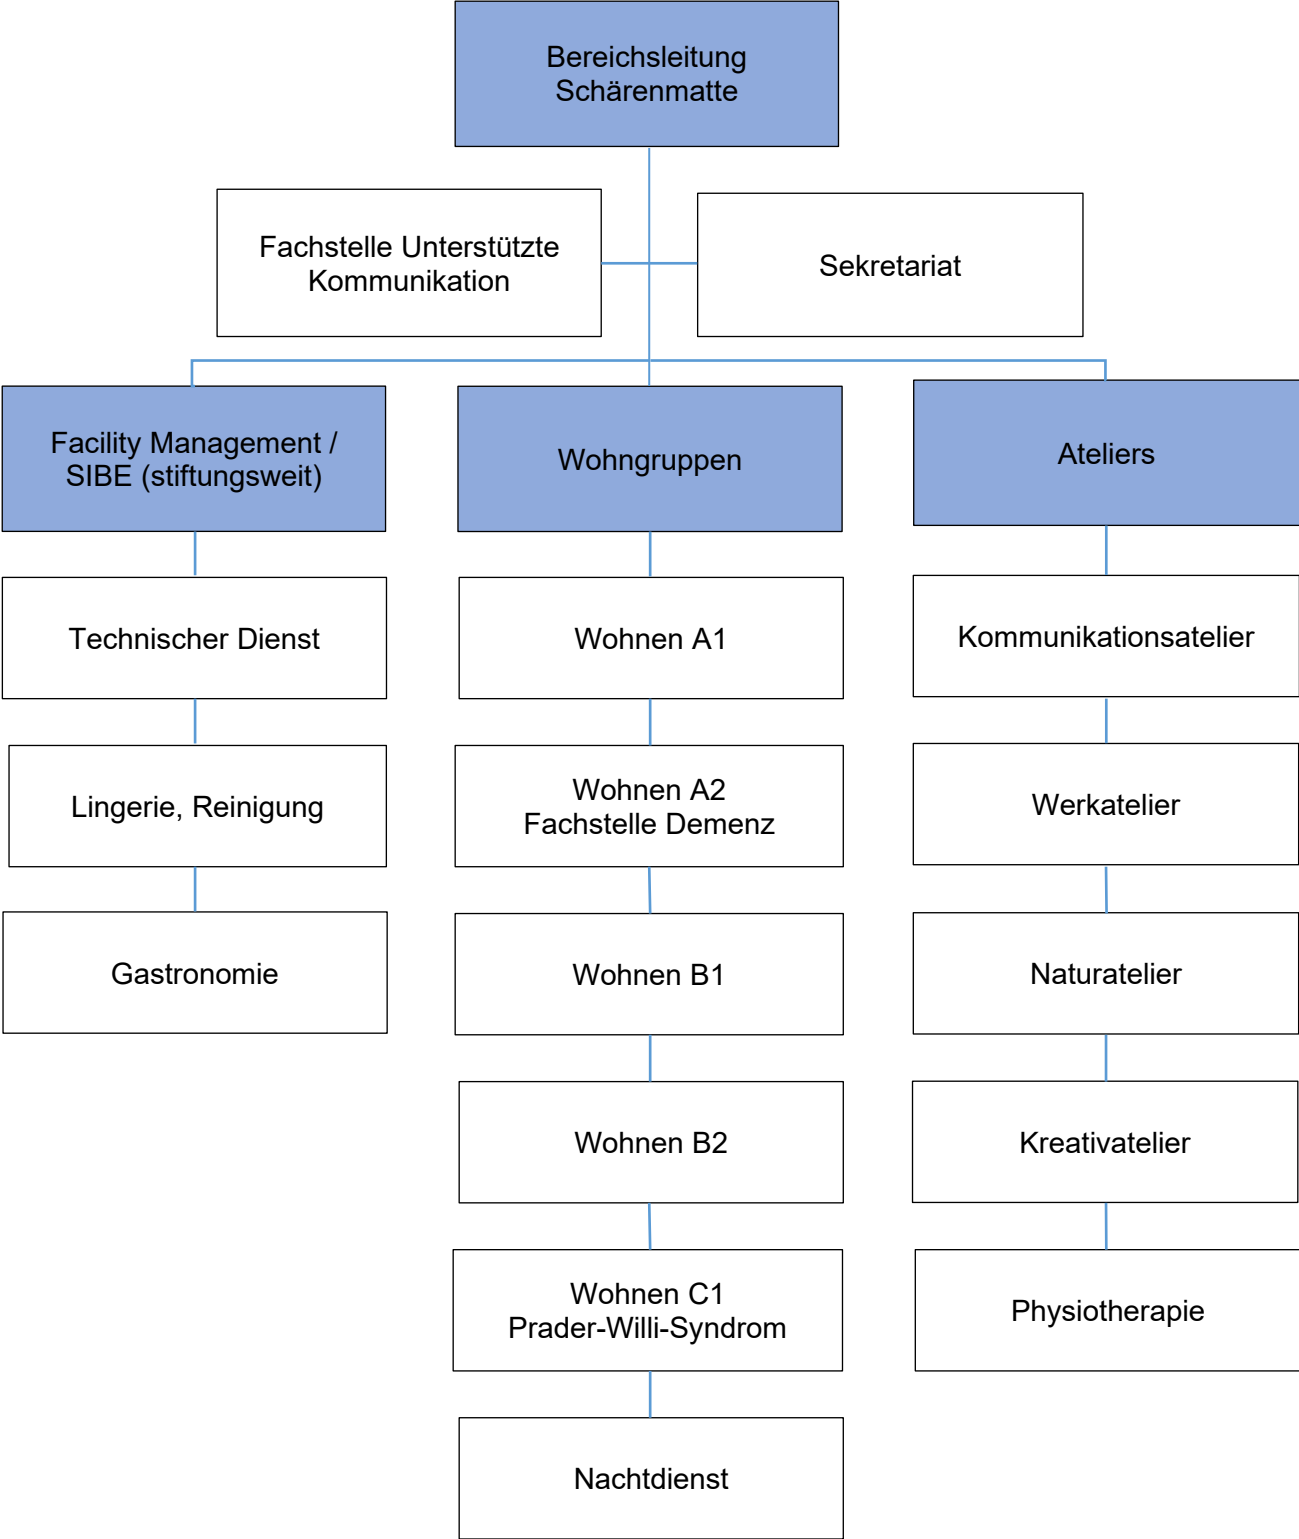 Bereichsleitung
Schärenmatte
Fachstelle Unterstützte
Kommunikation
Sekretariat
Facility Management /
SIBE (stiftungsweit)
Technischer Dienst
Lingerie, Reinigung
Gastronomie
Wohngruppen
Wohnen A1
Wohnen A2
Fachstelle Demenz
Wohnen B1
Wohnen B2
Wohnen C1
Prader-Willi-Syndrom
Nachtdienst
Ateliers
Kommunikationsatelier
Werkatelier
Naturatelier
Kreativatelier
Physiotherapie